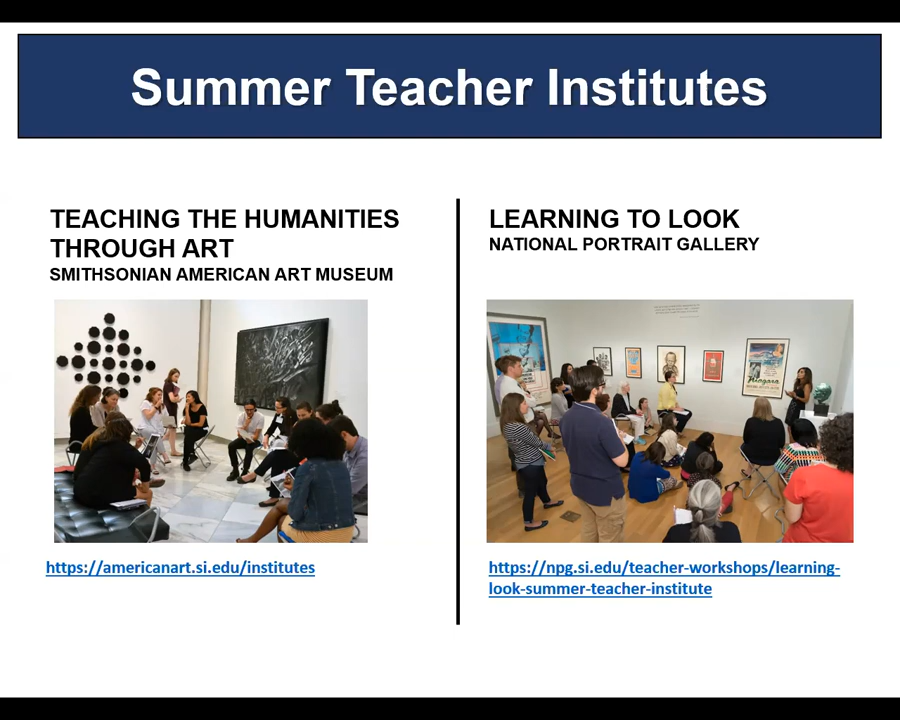 Summer Teacher Institutes
TEACHING THE HUMANITIES
THROUGH ART
SMITHSONIAN AMERICAN ART MUSEUM
https://americanart.si.edu/institutes
LEARNING TO LOOK
NATIONAL PORTRAIT GALLERY
Niagara
https://npg.si.edu/teacher-workshops/learning-
look-summer-teacher-institute